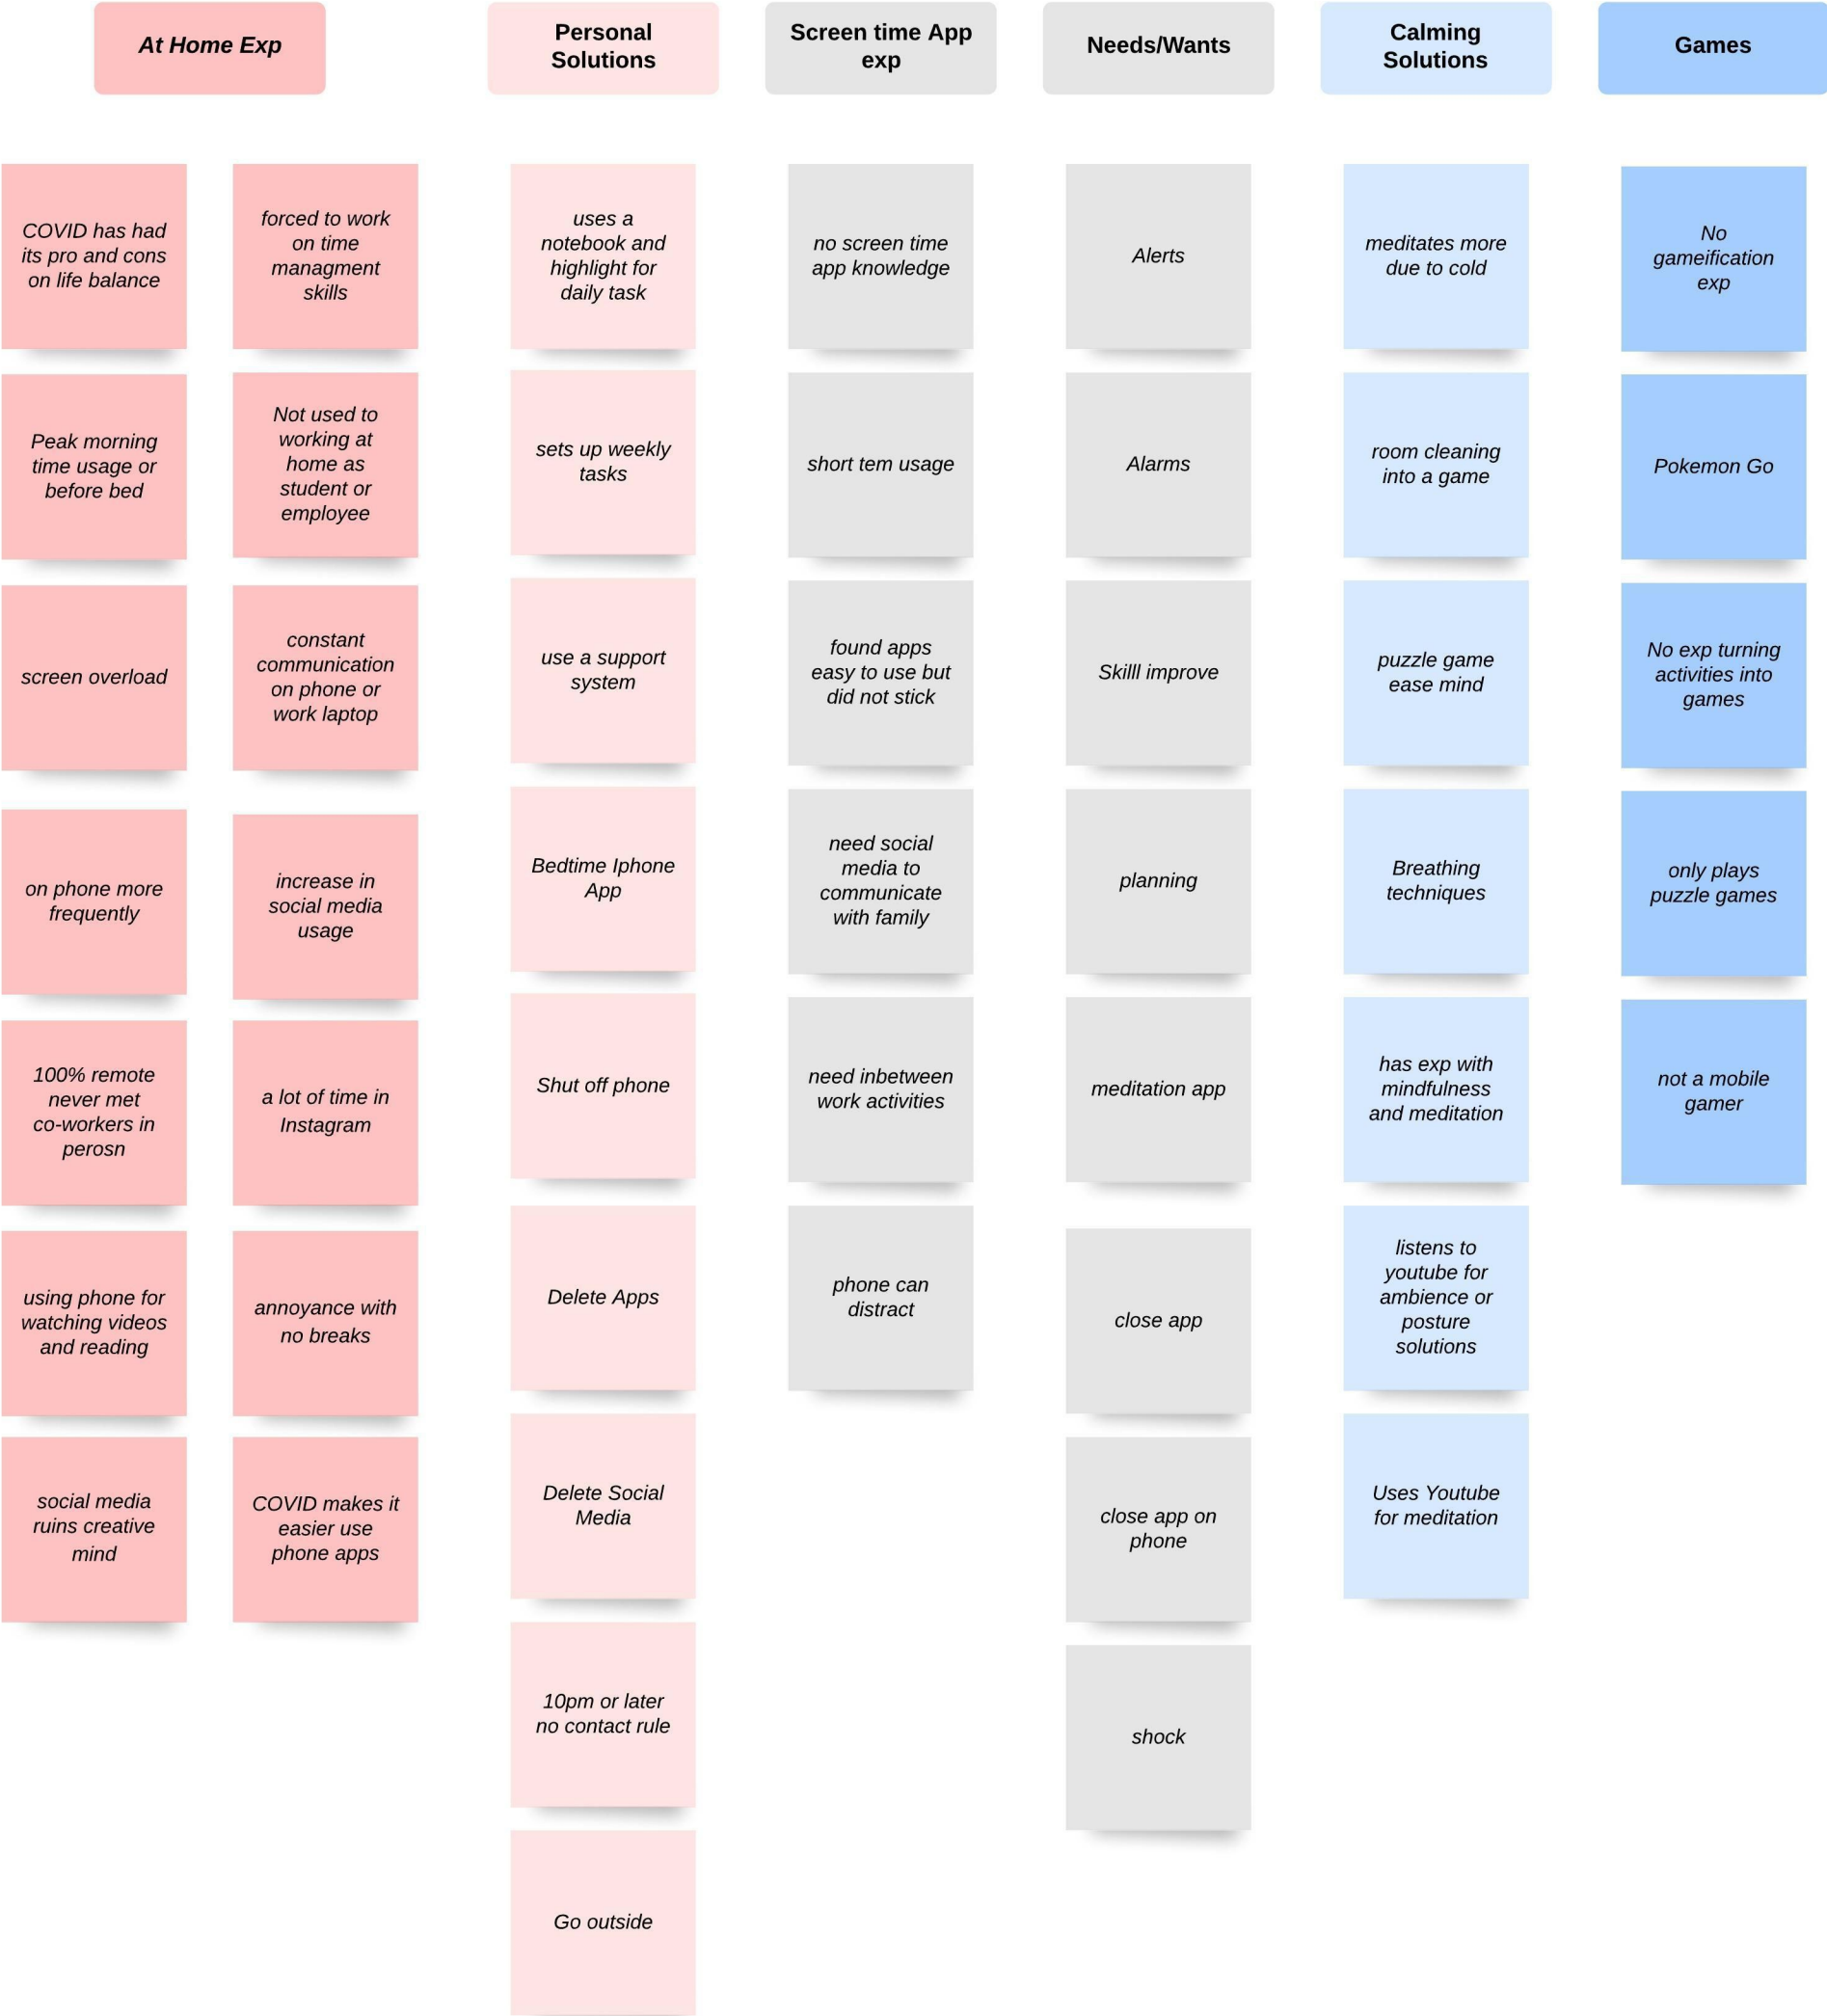 At Home Exp
Personal
Solutions
Screen time App
exp
Needs/Wants
Calming
Solutions
Games
COVID has had
its pro and cons
on life balance
Peak morning
time usage or
before bed
screen overload
on phone more
frequently
100% remote
never met
co-workers in
perosn
using phone for
watching videos
and reading
social media
ruins creative
mind
forced to work
on time
managment
skills
Not used to
working at
home as
student or
employee
constant
communication
on phone or
work laptop
increase in
social media
usage
a lot of time in
Instagram
annoyance with
no breaks
COVID makes it
easier use
phone apps
uses a
notebook and
highlight for
daily task
sets up weekly
tasks
use a support
system
Bedtime Iphone
App
Shut off phone
Delete Apps
Delete Social
Media
10pm or later
no contact rule
Go outside
no screen time
app knowledge
short tem usage
found apps
easy to use but
did not stick
need social
media to
communicate
with family
need inbetween
work activities
phone can
distract
Alerts
Alarms
Skilll improve
planning
meditation app
close app
close app on
phone
shock
meditates more
due to cold
room cleaning
into a game
puzzle game
ease mind
Breathing
techniques
has exp with
mindfulness
and meditation
listens to
youtube for
ambience or
posture
solutions
Uses Youtube
for meditation
No
gameification
exp
Pokemon Go
No exp turning
activities into
games
only plays
puzzle games
not a mobile
gamer